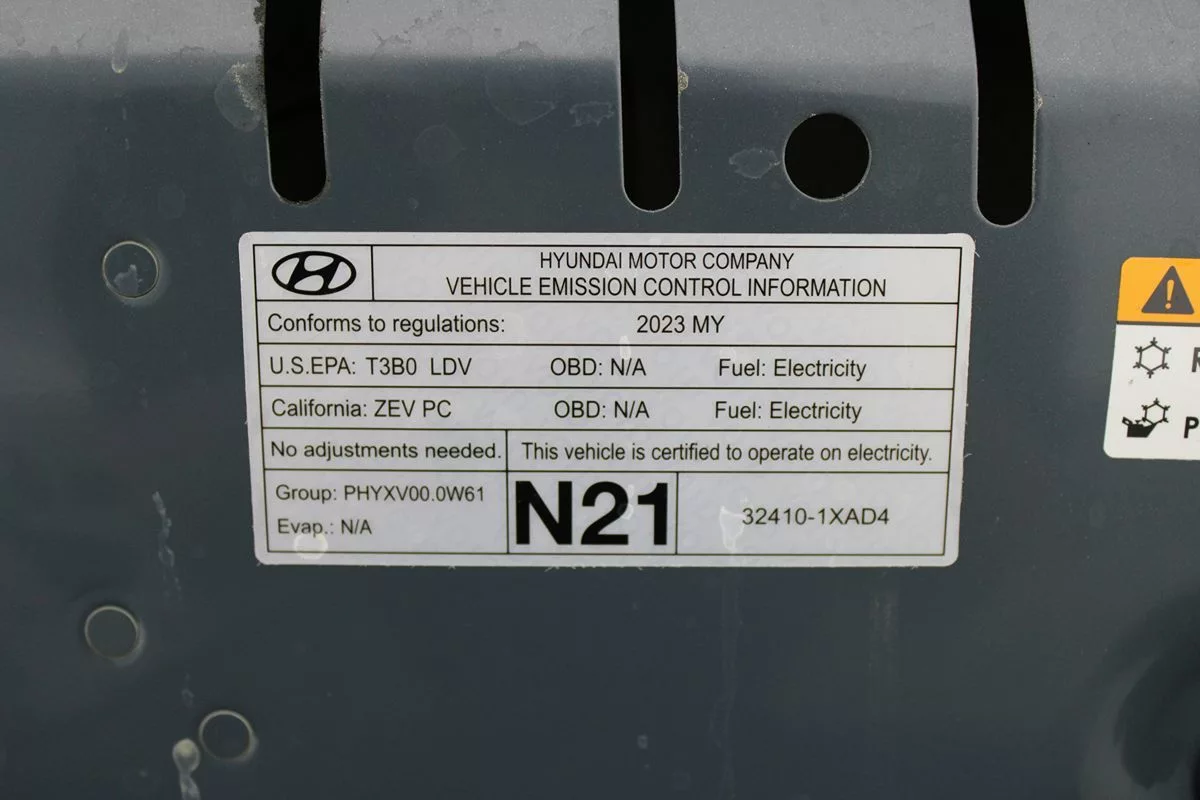 HYUNDAI MOTOR COMPANY
VEHICLE EMISSION CONTROL INFORMATION
Conforms to regulations: 2023 MY
U.S.EPA: T3B0 LDV OBD: N/A Fuel: Electricity
California: ZEV PC OBD: N/A Fuel: Electricity
No adjustments needed. This vehicle is certified to operate on electricity.
Group: PHYXV00.0W61
Evap.: N/A
N21
32410-1XAD4
R
P